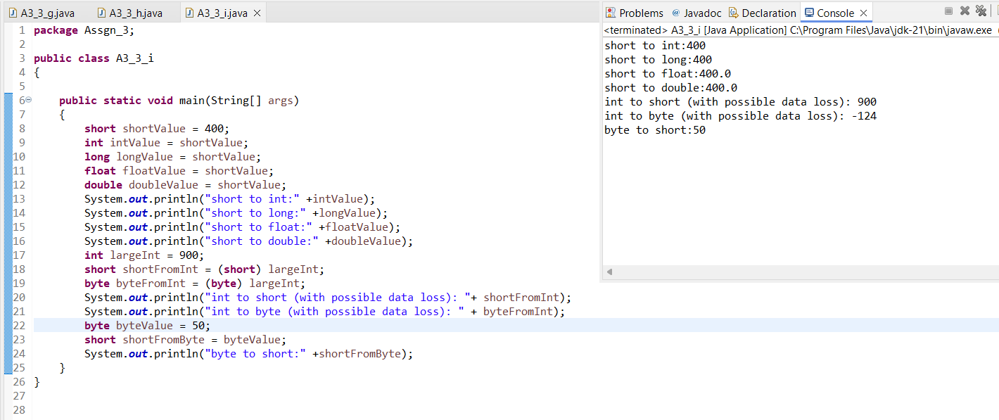 A3_3_g.java A3_3_h.java A3_3_i.java
1 package Assgn_3;
2
3 public class A3_3_i
4 {
5
6 public static void main(String[] args)
7 {
8 short shortValue = 400;
9 int intValue = shortValue;
10 long longValue = shortValue;
11 float floatValue = shortValue;
12 double doubleValue = shortValue;
13 System.out.println("short to int:" +intValue);
14 System.out.println("short to long:" +longValue);
15 System.out.println("short to float:" +floatValue);
16 System.out.println("short to double:" +doubleValue);
17 int largeInt = 900;
18 short shortFromInt = (short) largeInt;
19 byte byteFromInt = (byte) largeInt;
20 System.out.println("int to short (with possible data loss): "+ shortFromInt);
21 System.out.println("int to byte (with possible data loss): " + byteFromInt);
22 byte byteValue = 50;
23 short shortFromByte = byteValue;
24 System.out.println("byte to short:" +shortFromByte);
25 }
26 }
27
28
Problems @ Javadoc Declaration Console
<terminated> A3_3_i [Java Application] C:\Program Files\Java\jdk-21\bin\javaw.exe
short to int:400
short to long:400
short to float:400.0
short to double:400.0
int to short (with possible data loss): 900
int to byte (with possible data loss): -124
byte to short:50